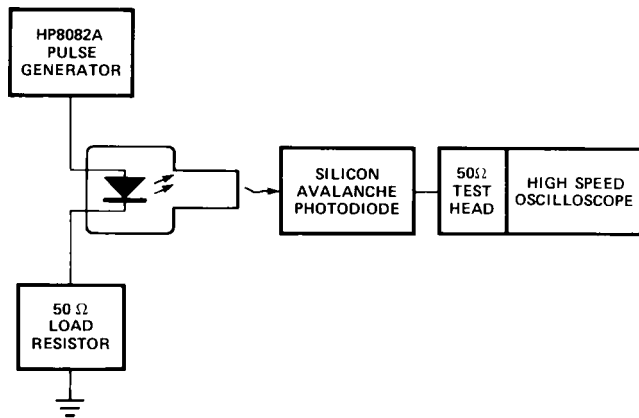 HP8082A
PULSE
GENERATOR
SILICON
AVALANCHE
PHOTODIODE
50Ω
TEST
HEAD
HIGH SPEED
OSCILLOSCOPE
50 Ω
LOAD
RESISTOR